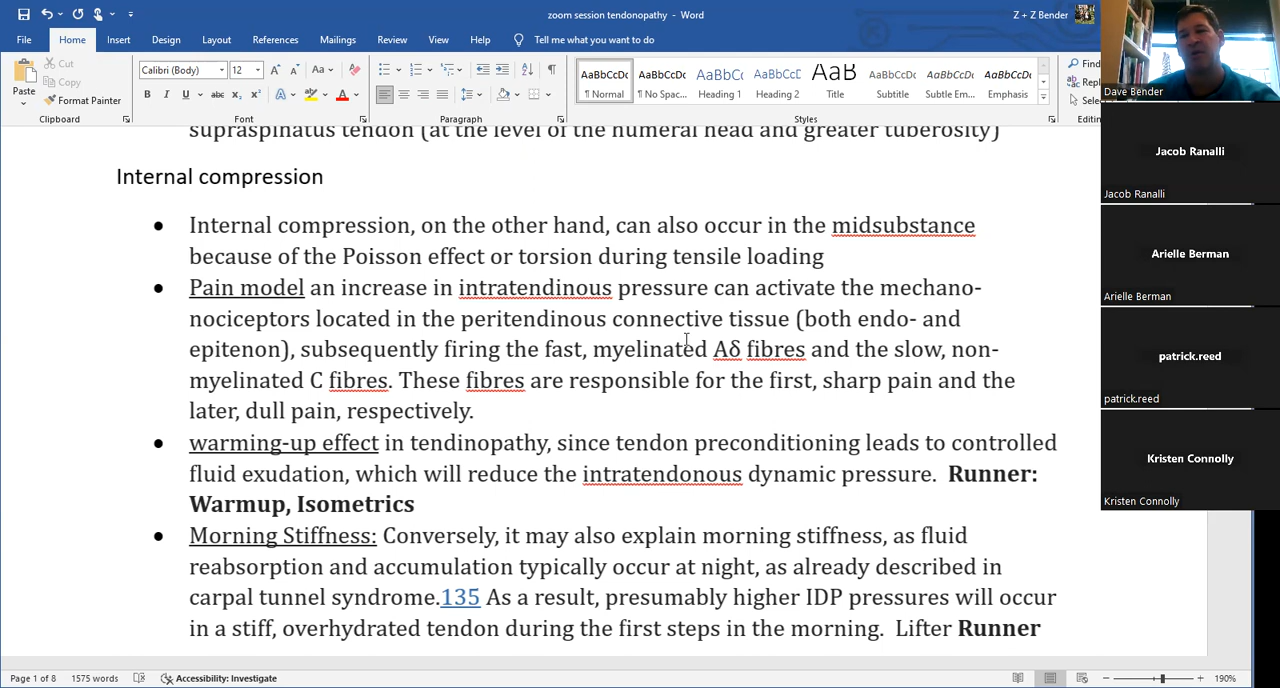 zoom session tendonopathy - Word
Z + Z Bender
File Home Insert Design Layout References Mailings Review View Help Tell me what you want to do
Paste
Cut
Copy
Format Painter
Clipboard
Calibri (Body) 12
Font
Paragraph
AaBbCcDc AaBbCcDc AaBbCc AaBbCcD AaB AaBbCcD AaBbCcDc AaBbCcDc
¶ Normal ¶ No Spac... Heading 1 Heading 2 Title Subtitle Subtle Em... Emphasis
Styles
Find
Repl
Selec
Editin
supraspinatus tendon (at the level of the humeral head and greater tuberosity)
Internal compression
• Internal compression, on the other hand, can also occur in the midsubstance
because of the Poisson effect or torsion during tensile loading
• Pain model an increase in intratendinous pressure can activate the mechano-
nociceptors located in the peritendinous connective tissue (both endo- and
epitenon), subsequently firing the fast, myelinated Aδ fibres and the slow, non-
myelinated C fibres. These fibres are responsible for the first, sharp pain and the
later, dull pain, respectively.
• warming-up effect in tendinopathy, since tendon preconditioning leads to controlled
fluid exudation, which will reduce the intratendonous dynamic pressure.  Runner:
Warmup, Isometrics
• Morning Stiffness: Conversely, it may also explain morning stiffness, as fluid
reabsorption and accumulation typically occur at night, as already described in
carpal tunnel syndrome.135 As a result, presumably higher IDP pressures will occur
in a stiff, overhydrated tendon during the first steps in the morning.  Lifter Runner
Dave Bender
Jacob Ranalli
Jacob Ranalli
Arielle Berman
Arielle Berman
patrick.reed
patrick.reed
Kristen Connolly
Kristen Connolly
Page 1 of 8 1575 words Accessibility: Investigate 190%